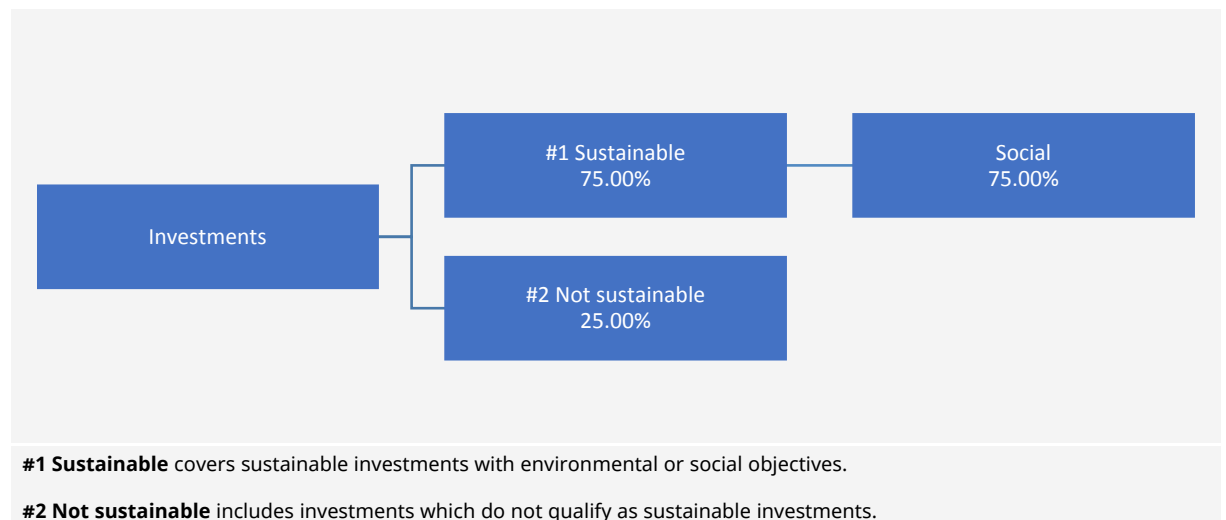 #1 Sustainable
75.00%
Social
75.00%
Investments
#2 Not sustainable
25.00%
#1 Sustainable covers sustainable investments with environmental or social objectives.
#2 Not sustainable includes investments which do not qualify as sustainable investments.